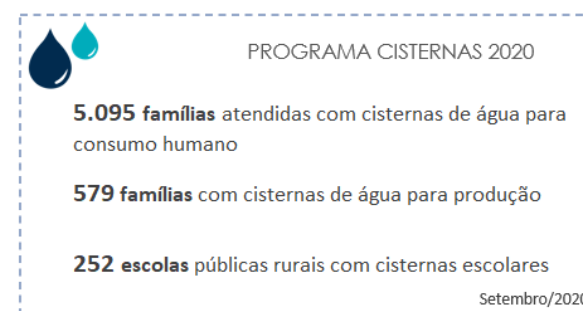 PROGRAMA CISTERNAS 2020
5.095 famílias atendidas com cisternas de água para
consumo humano
579 famílias com cisternas de água para produção
252 escolas públicas rurais com cisternas escolares
Setembro/2020